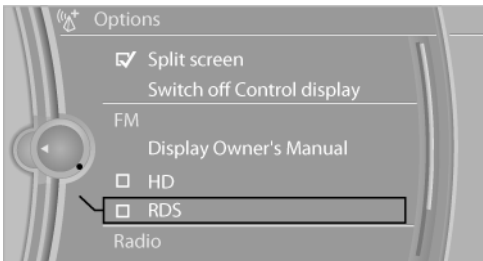 Options
Split screen
Switch off Control display
FM
Display Owner's Manual
HD
RDS
Radio